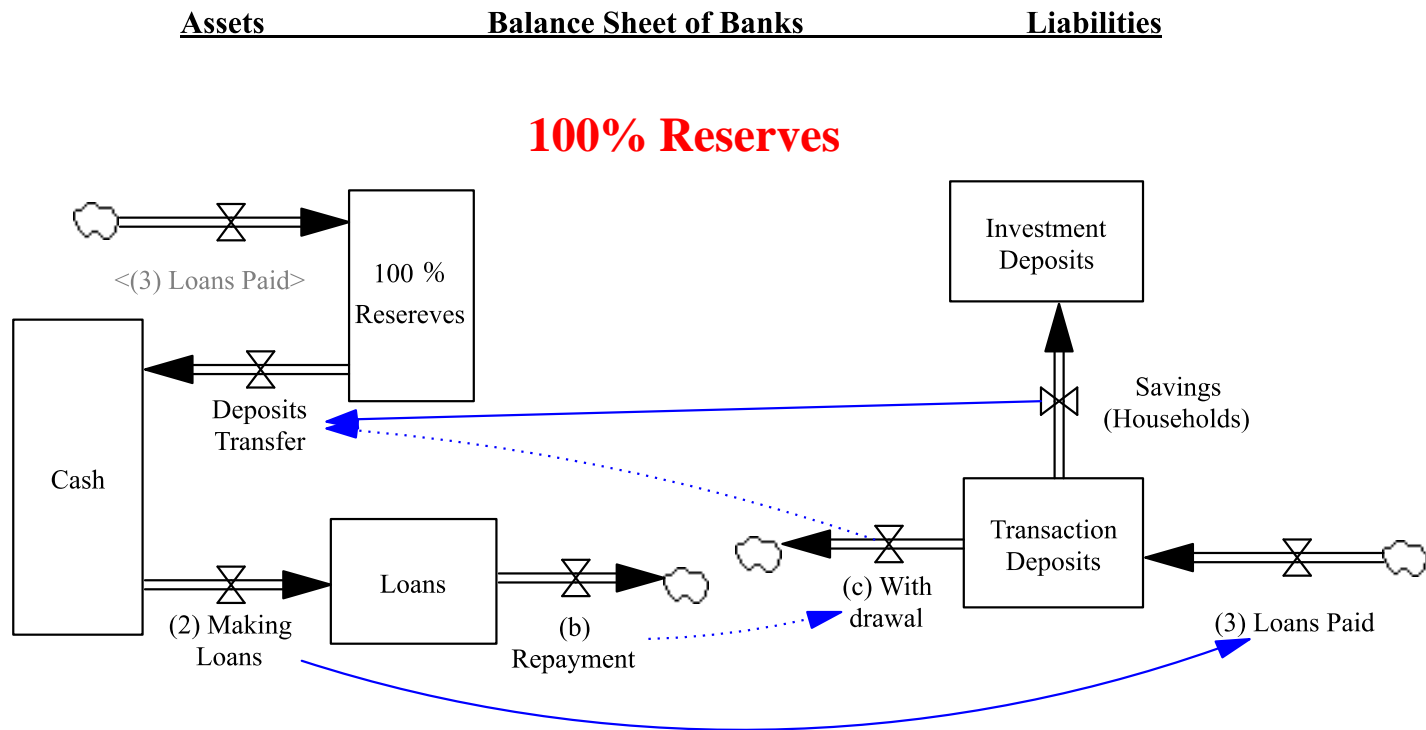 Assets Balance Sheet of Banks Liabilities
100% Reserves
<(3) Loans Paid>
100 %
Resereves
Investment
Deposits
Deposits
Transfer
Savings
(Households)
Cash
Transaction
Deposits
Loans
(2) Making
Loans
(b)
Repayment
(c) With
drawal
(3) Loans Paid